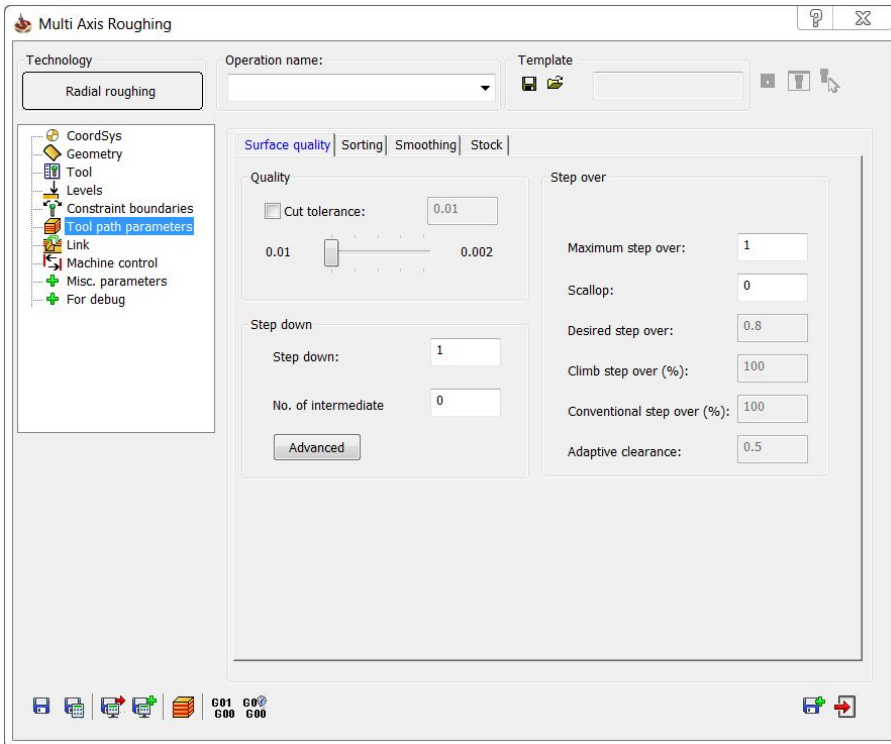 Multi Axis Roughing
Technology
Radial roughing
Operation name:
Template
CoordSys
Geometry
Tool
Levels
Constraint boundaries
Tool path parameters
Link
Machine control
Misc. parameters
For debug
Surface quality Sorting Smoothing Stock
Quality
Cut tolerance: 0.01
0.01 0.002
Step down
Step down: 1
No. of intermediate 0
Advanced
Step over
Maximum step over: 1
Scallop: 0
Desired step over: 0.8
Climb step over (%): 100
Conventional step over (%): 100
Adaptive clearance: 0.5
G01 G0
G00 G00